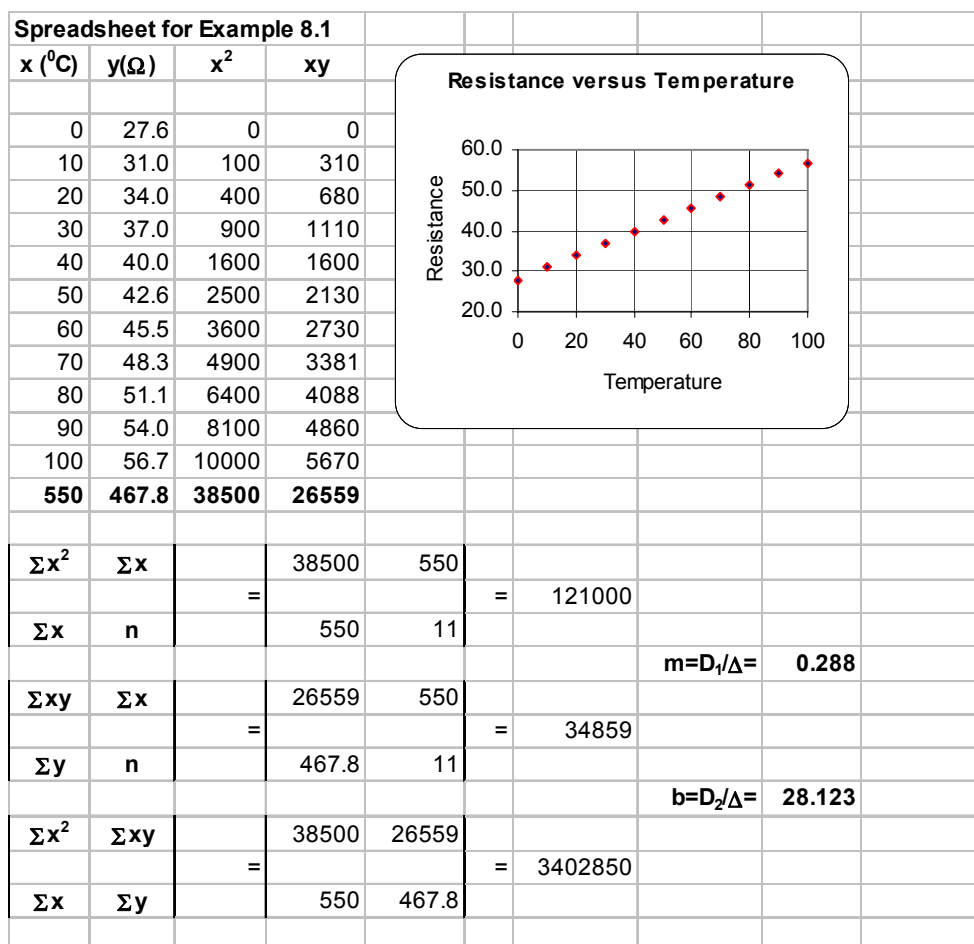 Spreadsheet for Example 8.1
x (⁰C) y(Ω) x² xy
0 27.6 0 0
10 31.0 100 310
20 34.0 400 680
30 37.0 900 1110
40 40.0 1600 1600
50 42.6 2500 2130
60 45.5 3600 2730
70 48.3 4900 3381
80 51.1 6400 4088
90 54.0 8100 4860
100 56.7 10000 5670
550 467.8 38500 26559
Resistance versus Temperature
Resistance
60.0
50.0
40.0
30.0
20.0
0 20 40 60 80 100
Temperature
Σx² Σx 38500 550
= = 121000
Σx n 550 11
m=D₁/Δ= 0.288
Σxy Σx 26559 550
= = 34859
Σy n 467.8 11
b=D₂/Δ= 28.123
Σx² Σxy 38500 26559
= = 3402850
Σx Σy 550 467.8